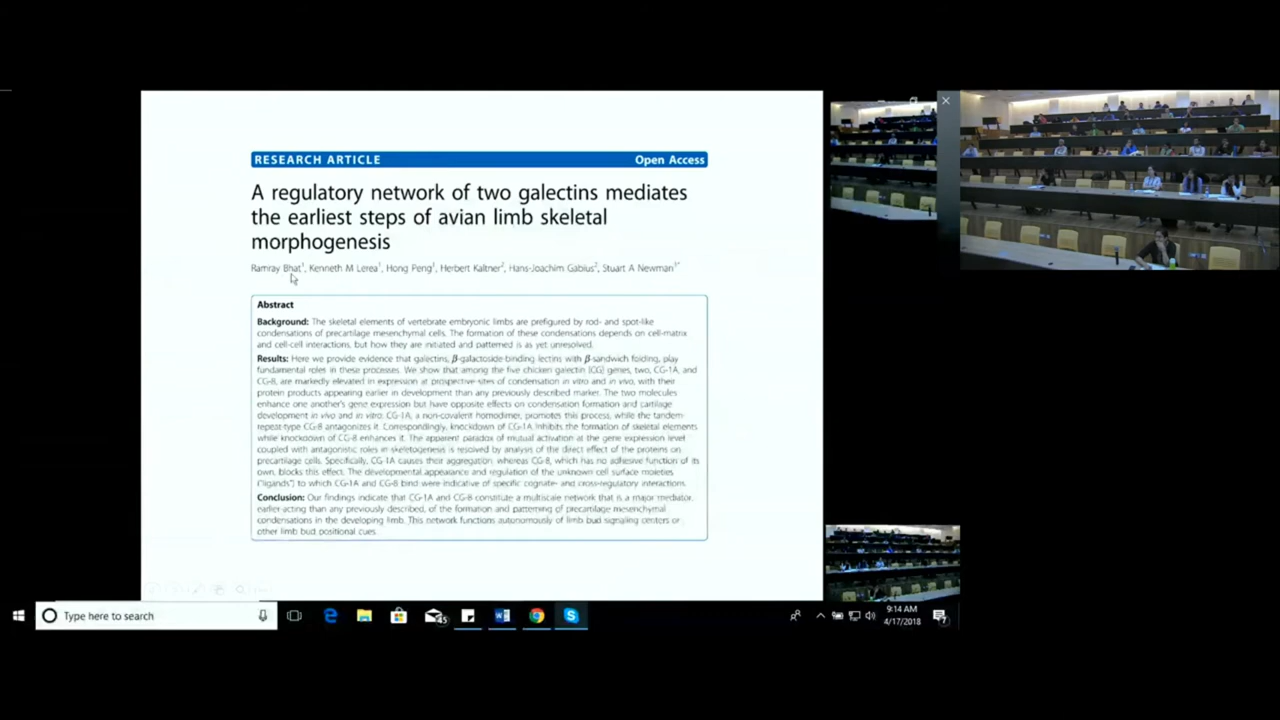 RESEARCH ARTICLE Open Access
A regulatory network of two galectins mediates
the earliest steps of avian limb skeletal
morphogenesis
Ramray Bhat1, Kenneth M Lerea1, Hong Peng1, Herbert Kaltner2, Hans-Joachim Gabius2, Stuart A Newman1*
Abstract
Background: The skeletal elements of vertebrate embryonic limbs are prefigured by rod- and spot-like
condensations of precartilage mesenchymal cells. The formation of these condensations depends on cell-matrix
and cell-cell interactions, but how they are initiated and patterned is as yet unresolved.
Results: Here we provide evidence that galectins, β-galactoside-binding lectins with β-sandwich folding, play
fundamental roles in these processes. We show that among the five chicken galectin (CG) genes, two, CG-1A, and
CG-8, are markedly elevated in expression at prospective sites of condensation in vitro and in vivo, with their
protein products appearing earlier in development than any previously described marker. The two molecules
enhance one another's gene expression but have opposite effects on condensation formation and cartilage
development in vivo and in vitro. CG-1A, a non-covalent homodimer, promotes this process, while the tandem-
repeat-type CG-8 antagonizes it. Correspondingly, knockdown of CG-1A inhibits the formation of skeletal elements
while knockdown of CG-8 enhances it. The apparent paradox of mutual activation at the gene expression level
coupled with antagonistic roles in skeletogenesis is resolved by analysis of the direct effect of the proteins on
precartilage cells. Specifically, CG-1A causes their aggregation, whereas CG-8, which has no adhesive function of its
own, blocks this effect. The developmental appearance and regulation of the unknown cell surface moieties
("ligands") to which CG-1A and CG-8 bind were indicative of specific cognate- and cross-regulatory interactions.
Conclusion: Our findings indicate that CG-1A and CG-8 constitute a multiscale network that is a major mediator,
earlier-acting than any previously described, of the formation and patterning of precartilage mesenchymal
condensations in the developing limb. This network functions autonomously of limb bud signaling centers or
other limb bud positional cues.
Type here to search
45
9:14 AM
4/17/2018